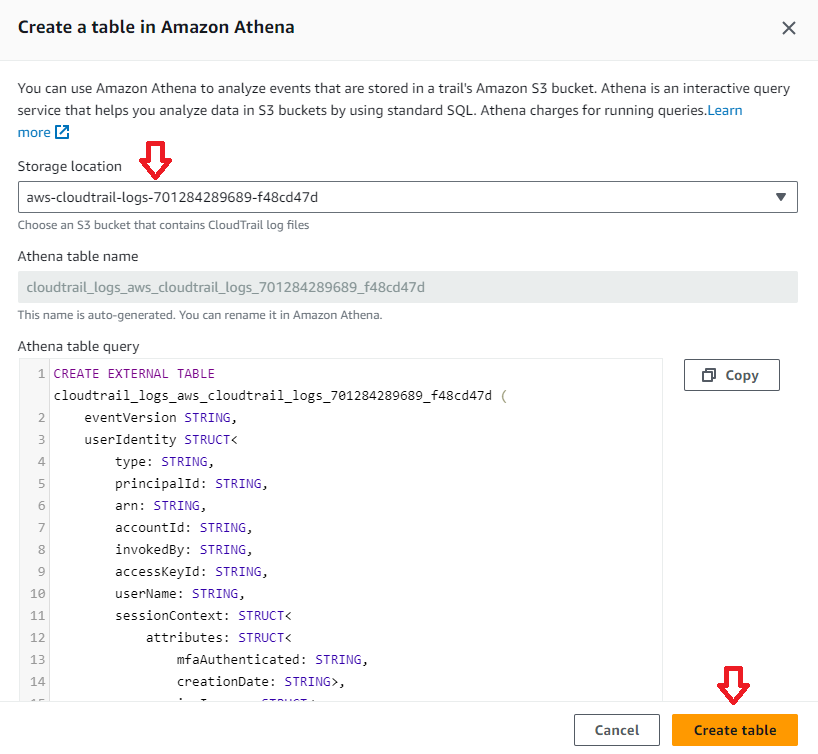 Create a table in Amazon Athena
You can use Amazon Athena to analyze events that are stored in a trail's Amazon S3 bucket. Athena is an interactive query
service that helps you analyze data in S3 buckets by using standard SQL. Athena charges for running queries.Learn
more
Storage location
aws-cloudtrail-logs-701284289689-f48cd47d
Choose an S3 bucket that contains CloudTrail log files
Athena table name
cloudtrail_logs_aws_cloudtrail_logs_701284289689_f48cd47d
This name is auto-generated. You can rename it in Amazon Athena.
Athena table query
Copy
1 CREATE EXTERNAL TABLE
cloudtrail_logs_aws_cloudtrail_logs_701284289689_f48cd47d (
2 eventVersion STRING,
3 userIdentity STRUCT<
4 type: STRING,
5 principalId: STRING,
6 arn: STRING,
7 accountId: STRING,
8 invokedBy: STRING,
9 accessKeyId: STRING,
10 userName: STRING,
11 sessionContext: STRUCT<
12 attributes: STRUCT<
13 mfaAuthenticated: STRING,
14 creationDate: STRING>,
Cancel
Create table